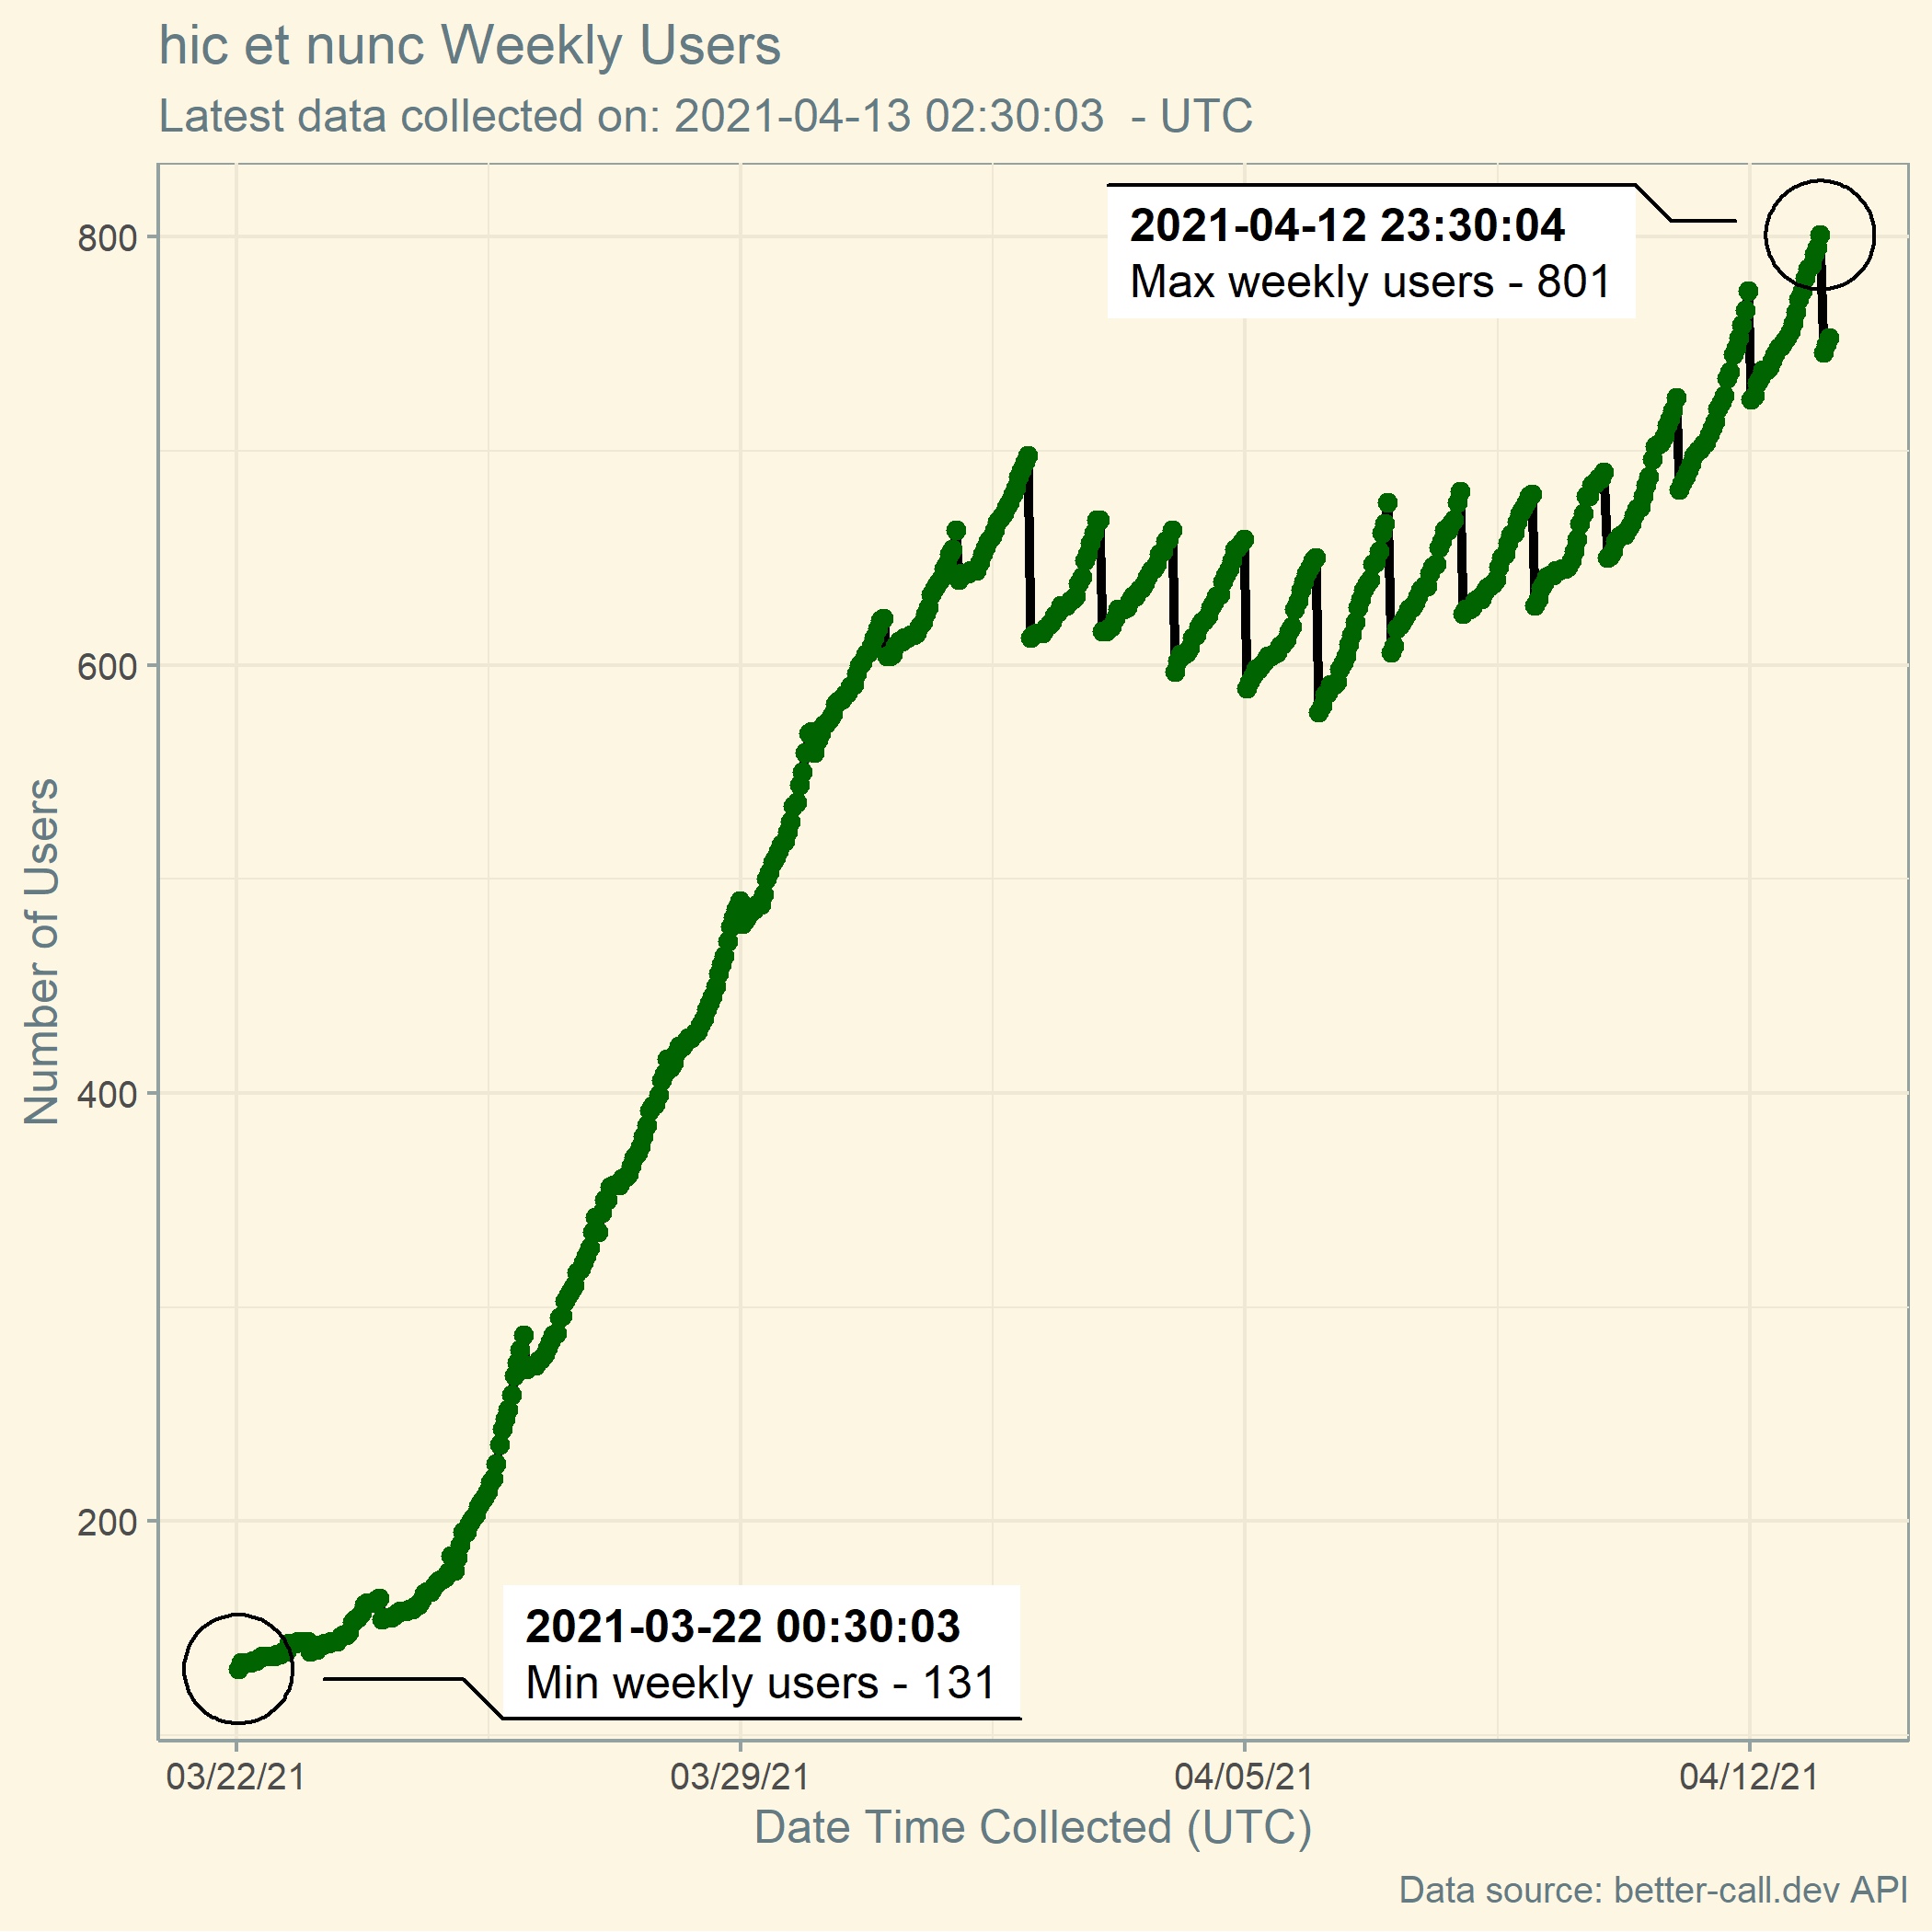 hic et nunc Weekly Users
Latest data collected on: 2021-04-13 02:30:03  - UTC
2021-04-12 23:30:04
Max weekly users - 801
800
600
400
200
Number of Users
2021-03-22 00:30:03
Min weekly users - 131
03/22/21
03/29/21
04/05/21
04/12/21
Date Time Collected (UTC)
Data source: better-call.dev API